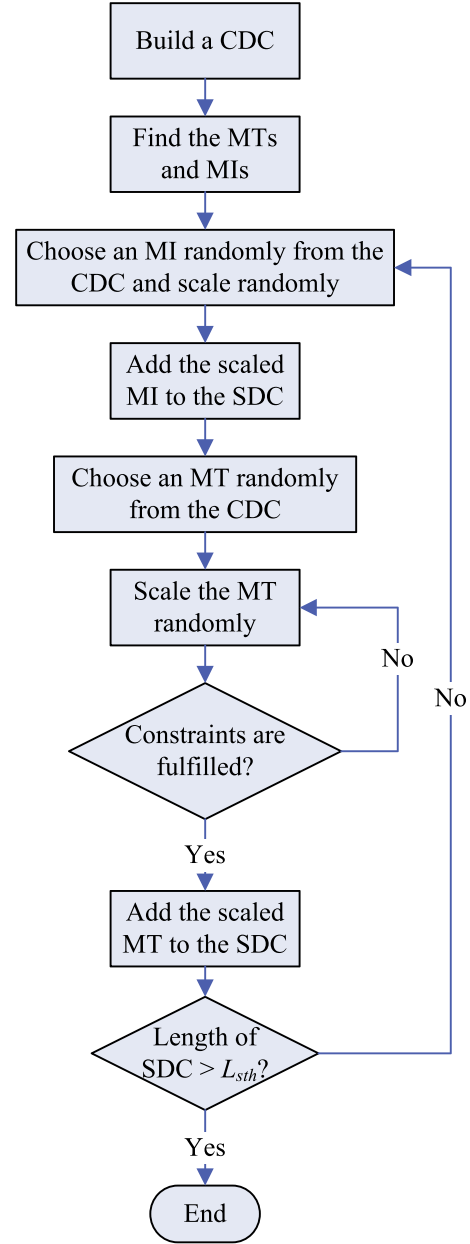 Build a CDC
Find the MTs
and MIs
Choose an MI randomly from the
CDC and scale randomly
Add the scaled
MI to the SDC
Choose an MT randomly
from the CDC
Scale the MT
randomly
No
No
Constraints are
fulfilled?
Yes
Add the scaled
MT to the SDC
Length of
SDC > L_sth?
Yes
End